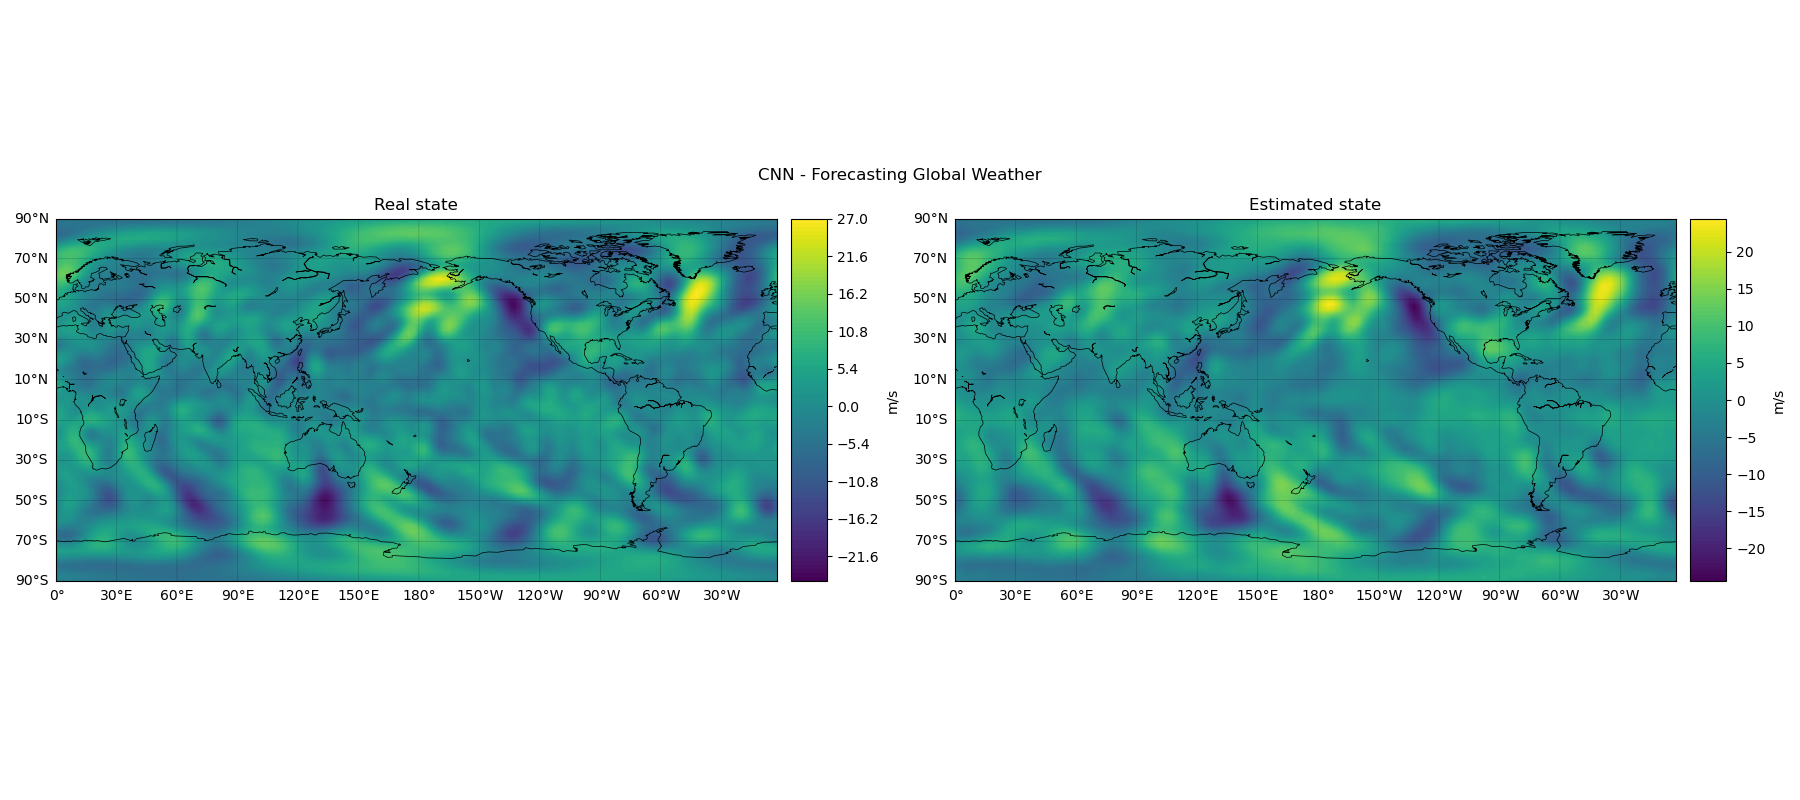 CNN - Forecasting Global Weather
Real state
90°N
70°N
50°N
30°N
10°N
10°S
30°S
50°S
70°S
90°S
0° 30°E 60°E 90°E 120°E 150°E 180° 150°W 120°W 90°W 60°W 30°W
27.0
21.6
16.2
10.8
5.4
0.0
−5.4
−10.8
−16.2
−21.6
m/s
Estimated state
90°N
70°N
50°N
30°N
10°N
10°S
30°S
50°S
70°S
90°S
0° 30°E 60°E 90°E 120°E 150°E 180° 150°W 120°W 90°W 60°W 30°W
20
15
10
5
0
−5
−10
−15
−20
m/s